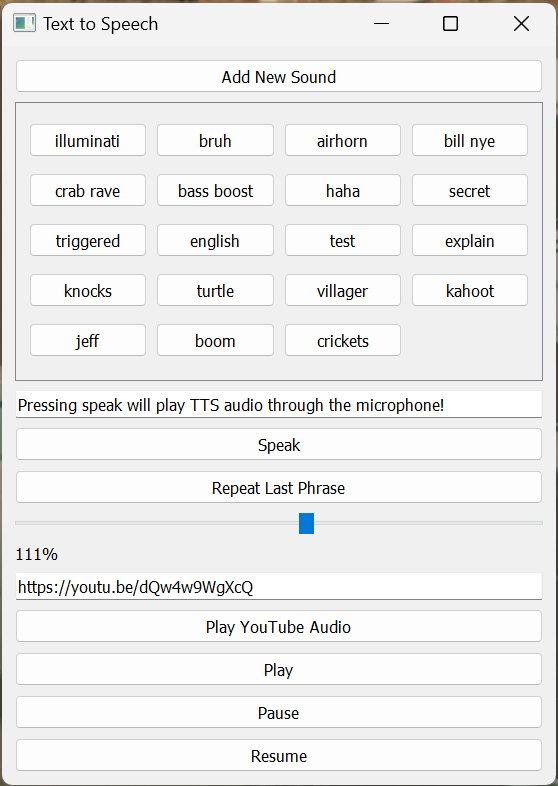 Text to Speech
Add New Sound
illuminati bruh airhorn bill nye
crab rave bass boost haha secret
triggered english test explain
knocks turtle villager kahoot
jeff boom crickets
Pressing speak will play TTS audio through the microphone!
Speak
Repeat Last Phrase
111%
https://youtu.be/dQw4w9WgXcQ
Play YouTube Audio
Play
Pause
Resume